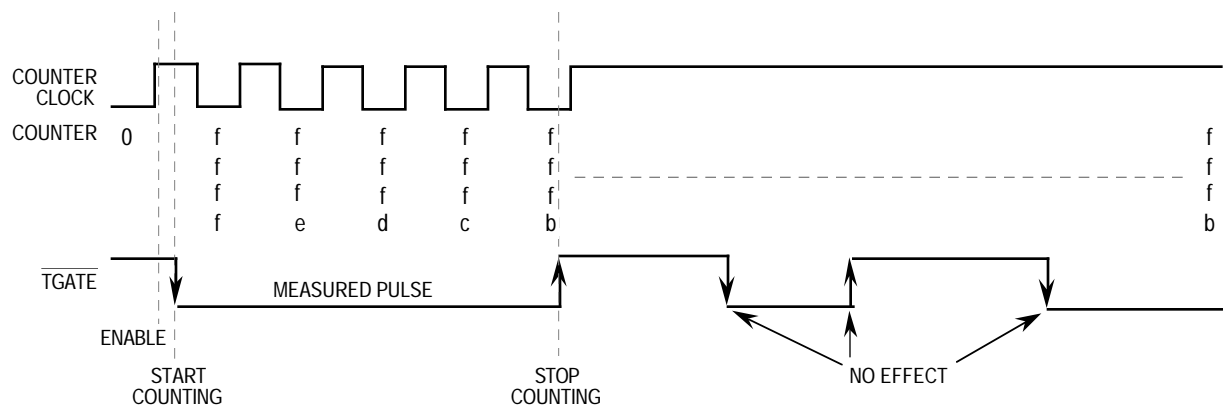 COUNTER
CLOCK
COUNTER 0 f f f f f f
f f f f f f
f f f f f f
f e d c b b
TGATE
MEASURED PULSE
ENABLE
START
COUNTING
STOP
COUNTING
NO EFFECT